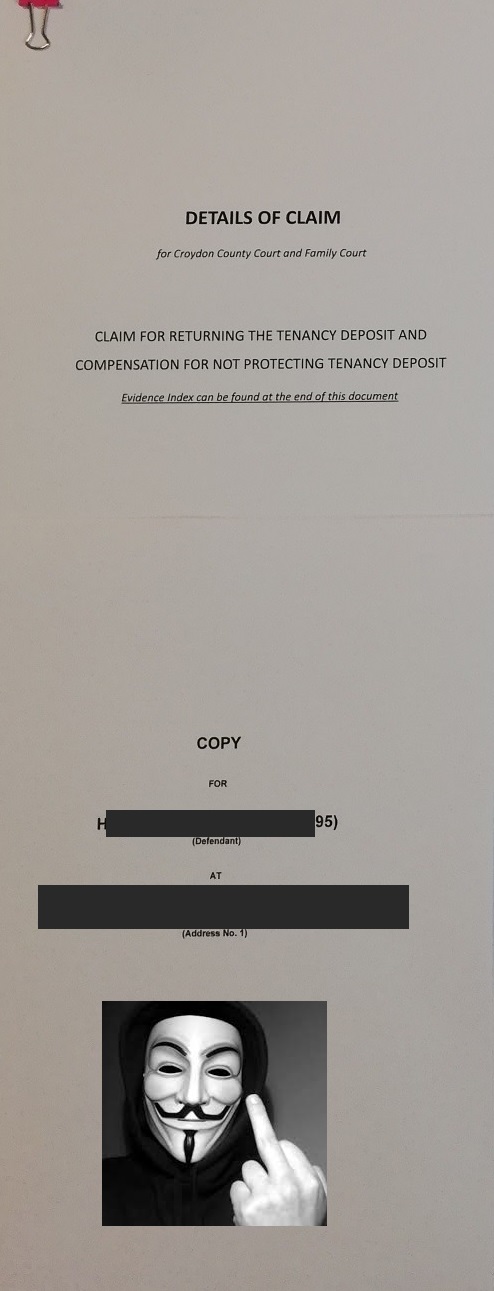 DETAILS OF CLAIM
for Croydon County Court and Family Court
CLAIM FOR RETURNING THE TENANCY DEPOSIT AND
COMPENSATION FOR NOT PROTECTING TENANCY DEPOSIT
Evidence Index can be found at the end of this document
COPY
FOR
H 95)
(Defendant)
AT
(Address No. 1)